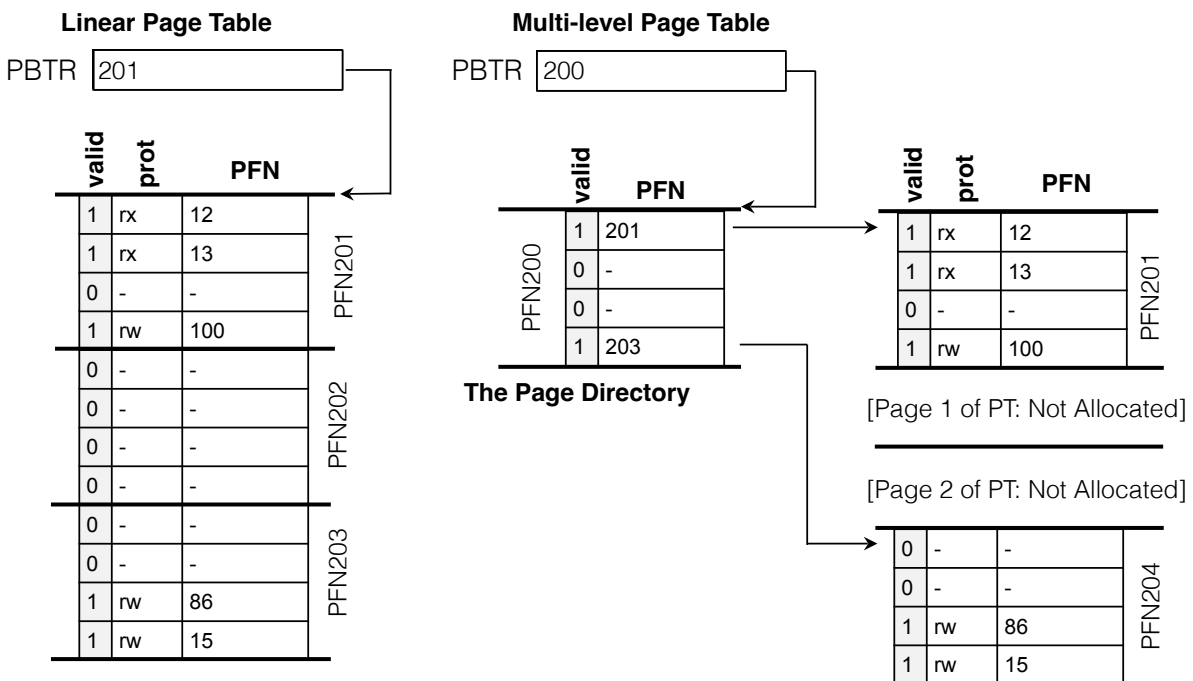 Linear Page Table
PBTR 201
valid prot PFN
1 rx 12
1 rx 13
0 - -
1 rw 100
PFN201
0 - -
0 - -
0 - -
0 - -
PFN202
0 - -
0 - -
1 rw 86
1 rw 15
PFN203
Multi-level Page Table
PBTR 200
valid PFN
1 201
0 -
0 -
1 203
PFN200
The Page Directory
valid prot PFN
1 rx 12
1 rx 13
0 - -
1 rw 100
PFN201
[Page 1 of PT: Not Allocated]
[Page 2 of PT: Not Allocated]
0 - -
0 - -
1 rw 86
1 rw 15
PFN204